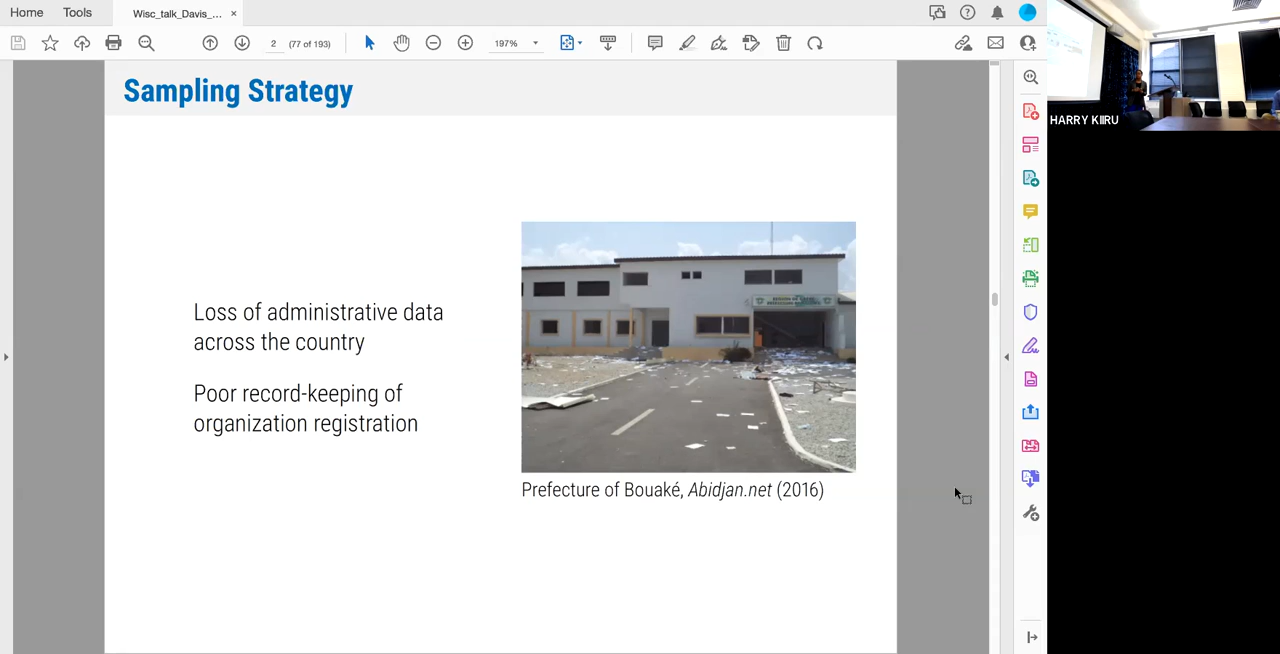 Home
Tools
Wisc_talk_Davis_...
×
2
(77 of 193)
197%
Sampling Strategy
Loss of administrative data
across the country
Poor record-keeping of
organization registration
Prefecture of Bouaké, Abidjan.net (2016)
HARRY KIIRU